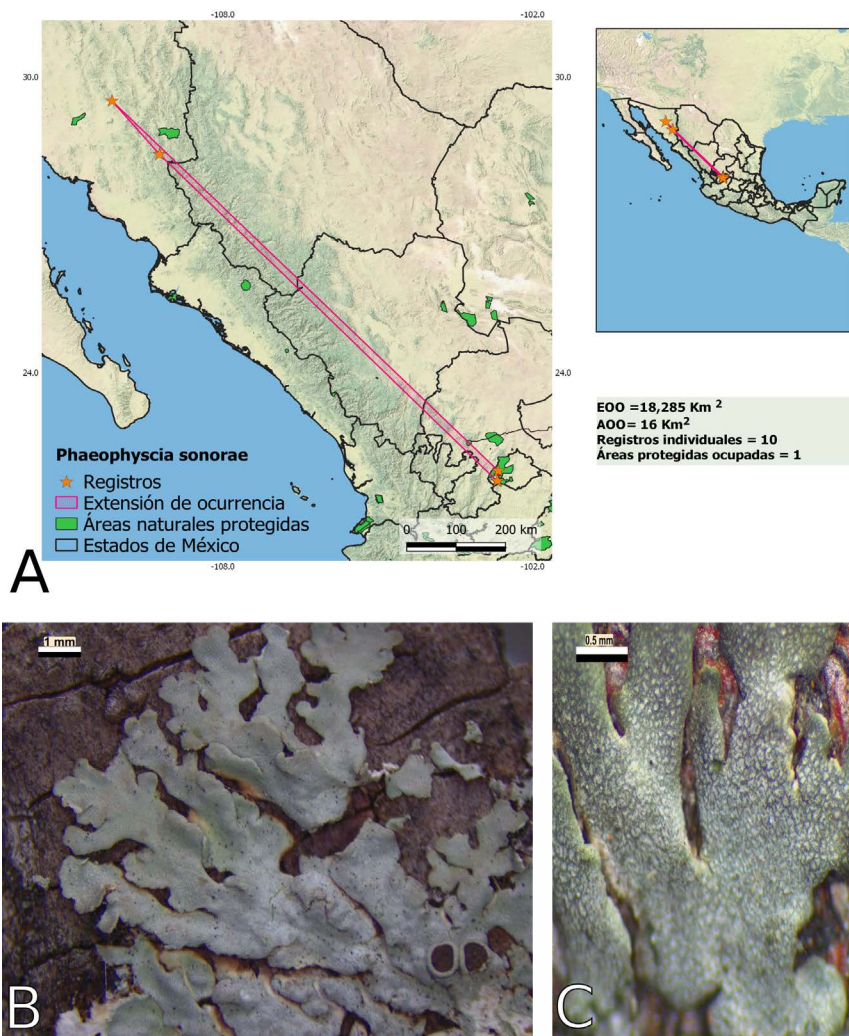 -108.0
-102.0
30.0
30.0
24.0
24.0
Phaeophyscia sonorae
Registros
Extensión de ocurrencia
Áreas naturales protegidas
Estados de México
0 100 200 km
-108.0
-102.0
A
EOO =18,285 Km 2
AOO= 16 Km2
Registros individuales = 10
Áreas protegidas ocupadas = 1
1 mm
B
0.5 mm
C